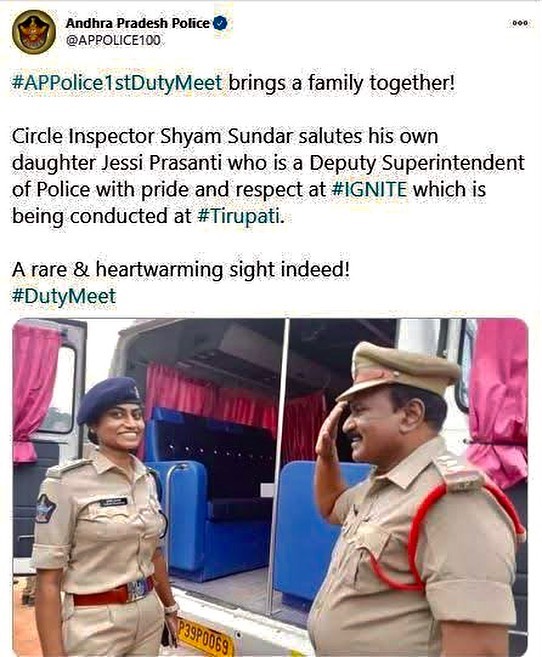 Andhra Pradesh Police
@APPOLICE100
#APPolice1stDutyMeet brings a family together!
Circle Inspector Shyam Sundar salutes his own
daughter Jessi Prasanti who is a Deputy Superintendent
of Police with pride and respect at #IGNITE which is
being conducted at #Tirupati.
A rare & heartwarming sight indeed!
#DutyMeet
P39P0069